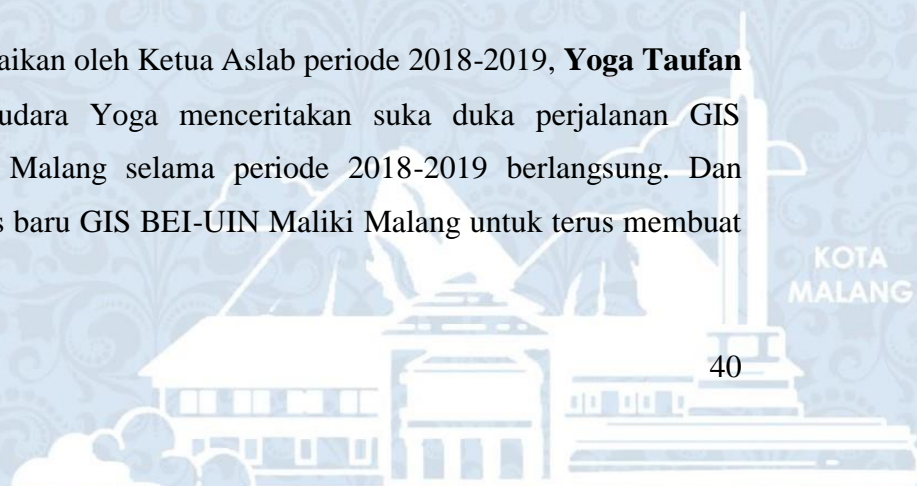 aikan oleh Ketua Aslab periode 2018-2019, Yoga Taufan
udara Yoga menceritakan suka duka perjalanan GIS
Malang selama periode 2018-2019 berlangsung. Dan
s baru GIS BEI-UIN Maliki Malang untuk terus membuat
KOTA
MALANG
40